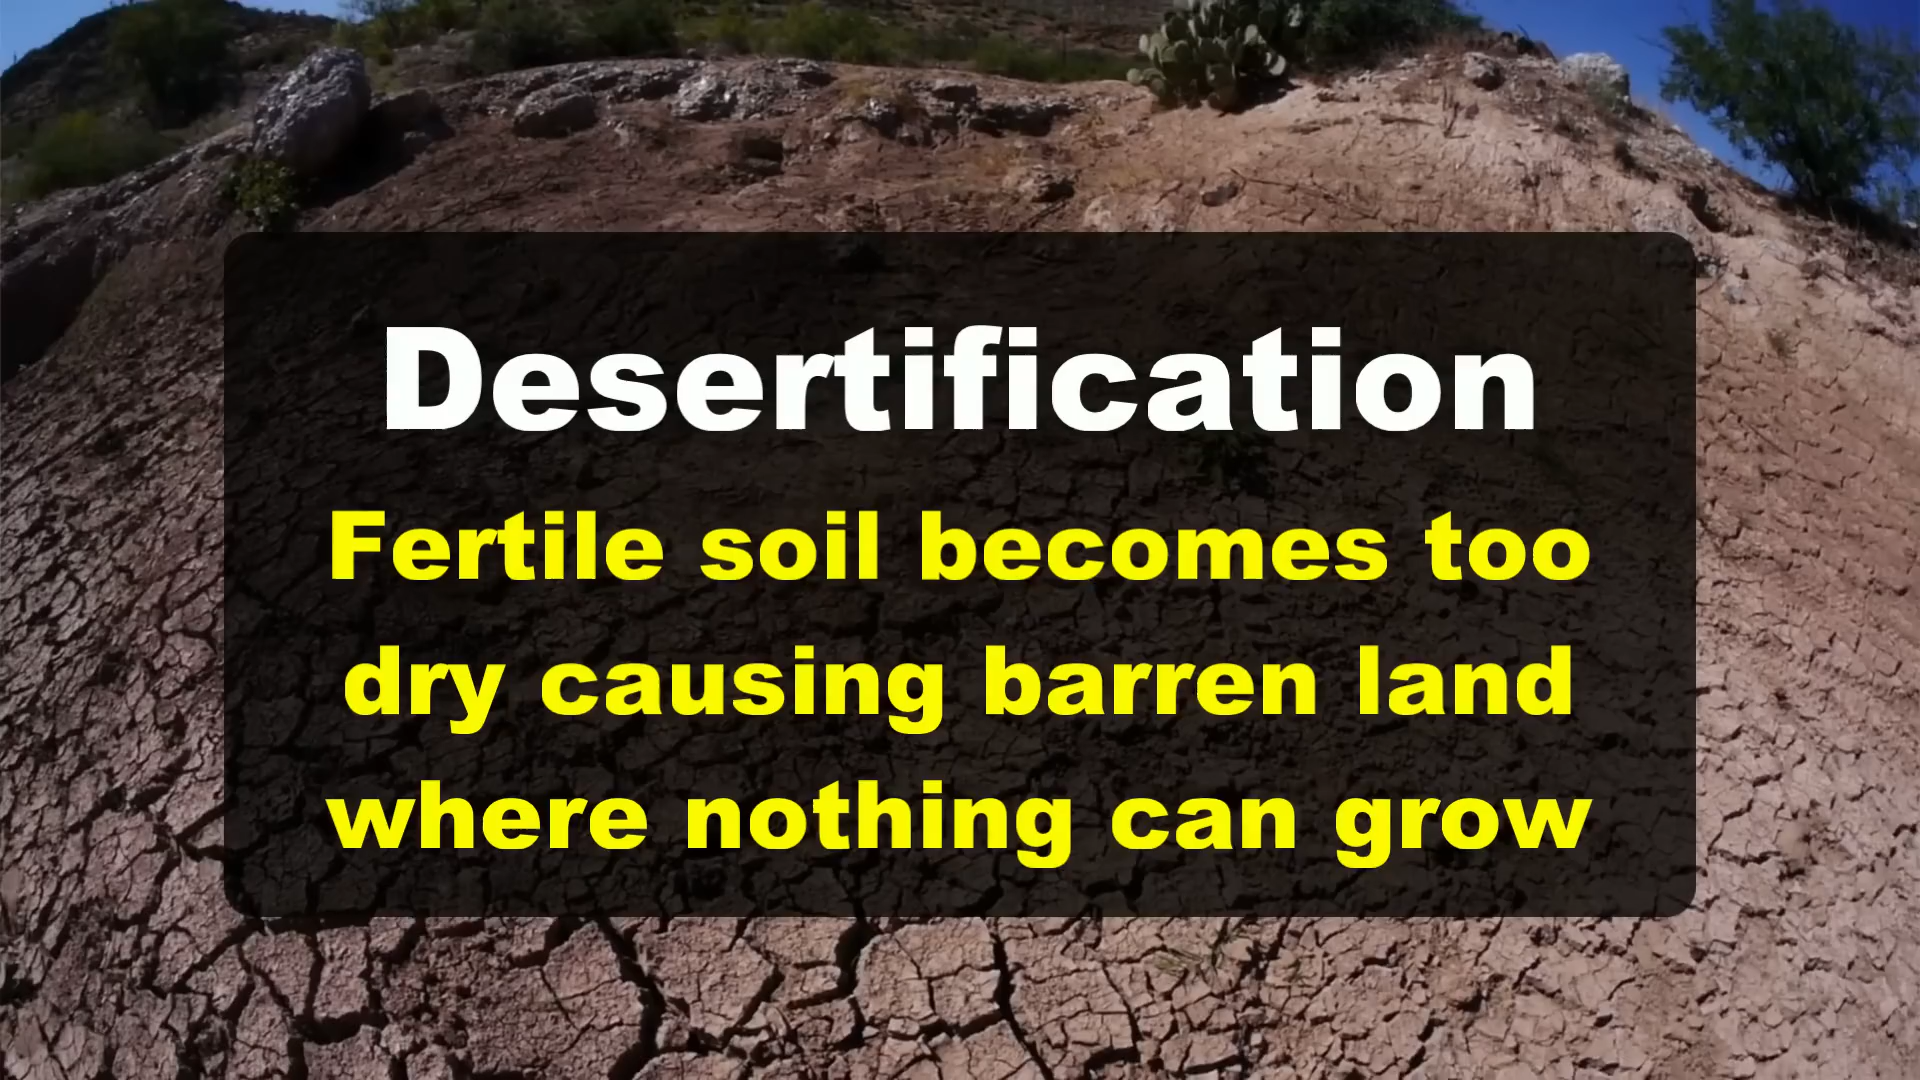 Desertification
Fertile soil becomes too
dry causing barren land
where nothing can grow